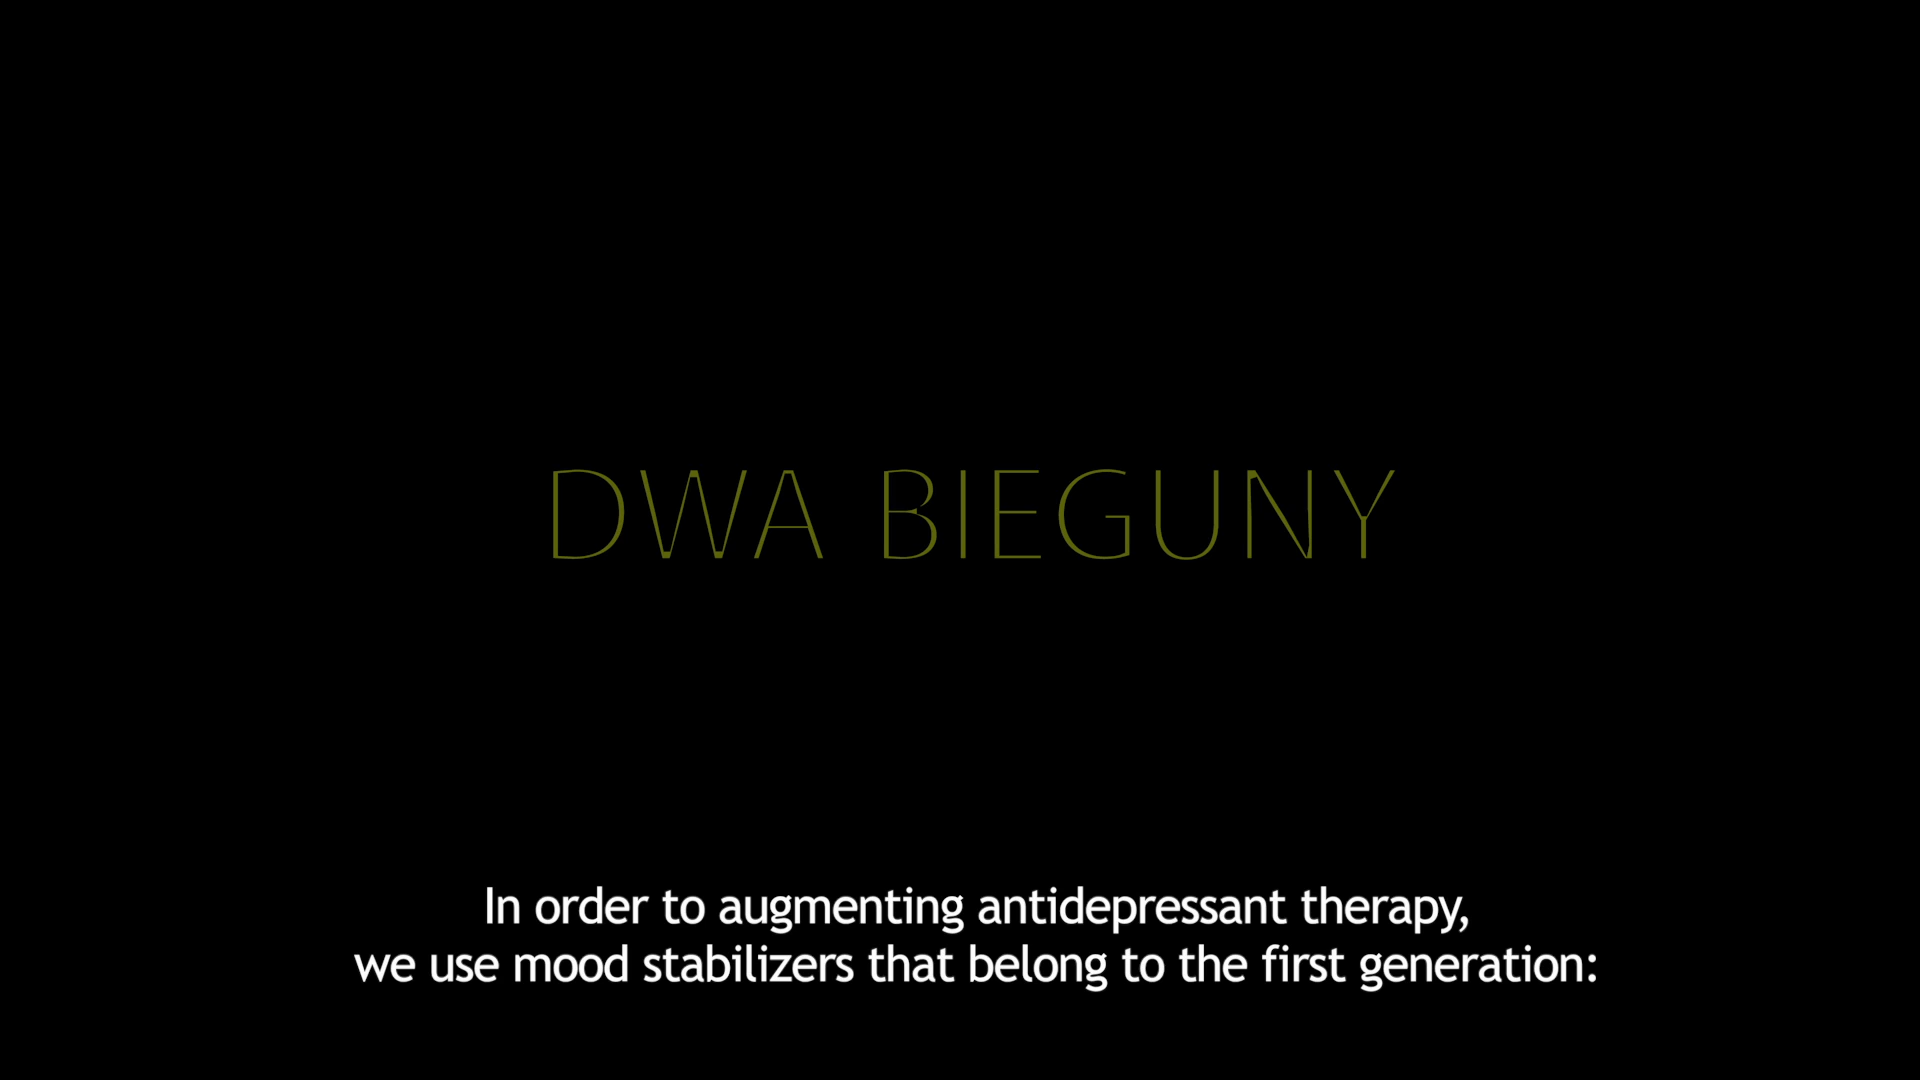 DWA BIEGUNY
In order to augmenting antidepressant therapy,
we use mood stabilizers that belong to the first generation: